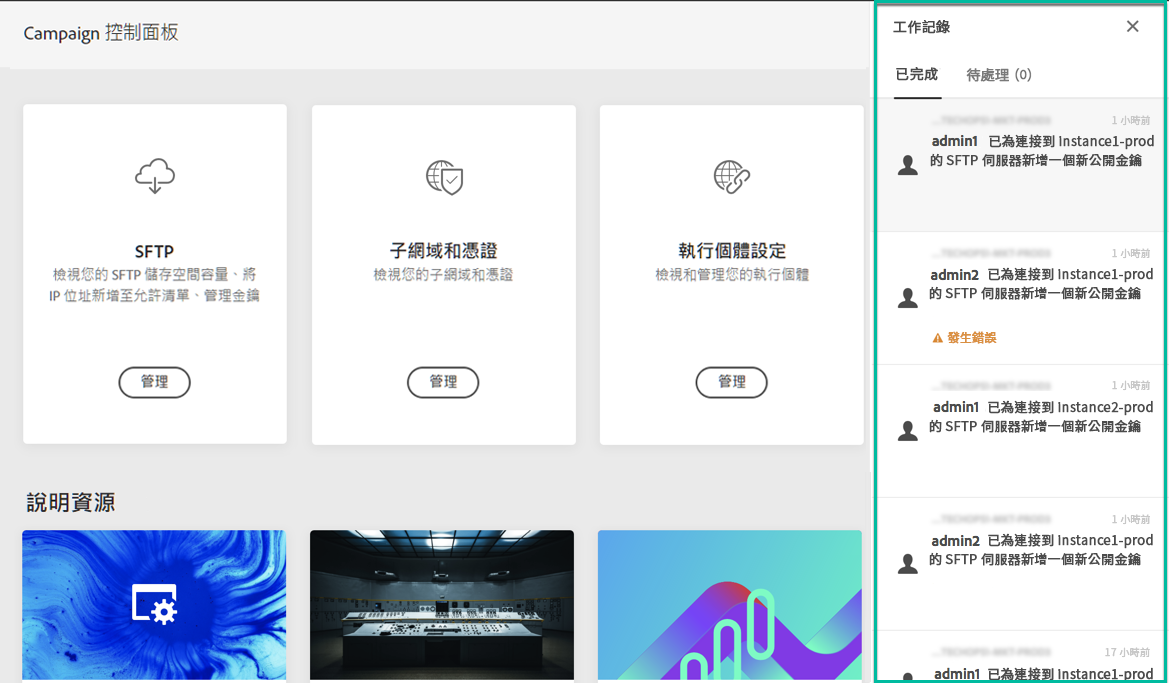 Campaign 控制面板
SFTP
檢視您的 SFTP 儲存空間容量、將
IP 位址新增至允許清單、管理金鑰
管理
子網域和憑證
檢視您的子網域和憑證
管理
執行個體設定
檢視和管理您的執行個體
管理
說明資源
工作記錄
已完成 待處理 (0)
1 小時前
admin1 已為連接到 Instance1-prod
的 SFTP 伺服器新增一個新公開金鑰
1 小時前
admin2 已為連接到 Instance1-prod
的 SFTP 伺服器新增一個新公開金鑰
發生錯誤
1 小時前
admin1 已為連接到 Instance2-prod
的 SFTP 伺服器新增一個新公開金鑰
1 小時前
admin2 已為連接到 Instance1-prod
的 SFTP 伺服器新增一個新公開金鑰
17 小時前
admin1 已為連接到 Instance1-prod